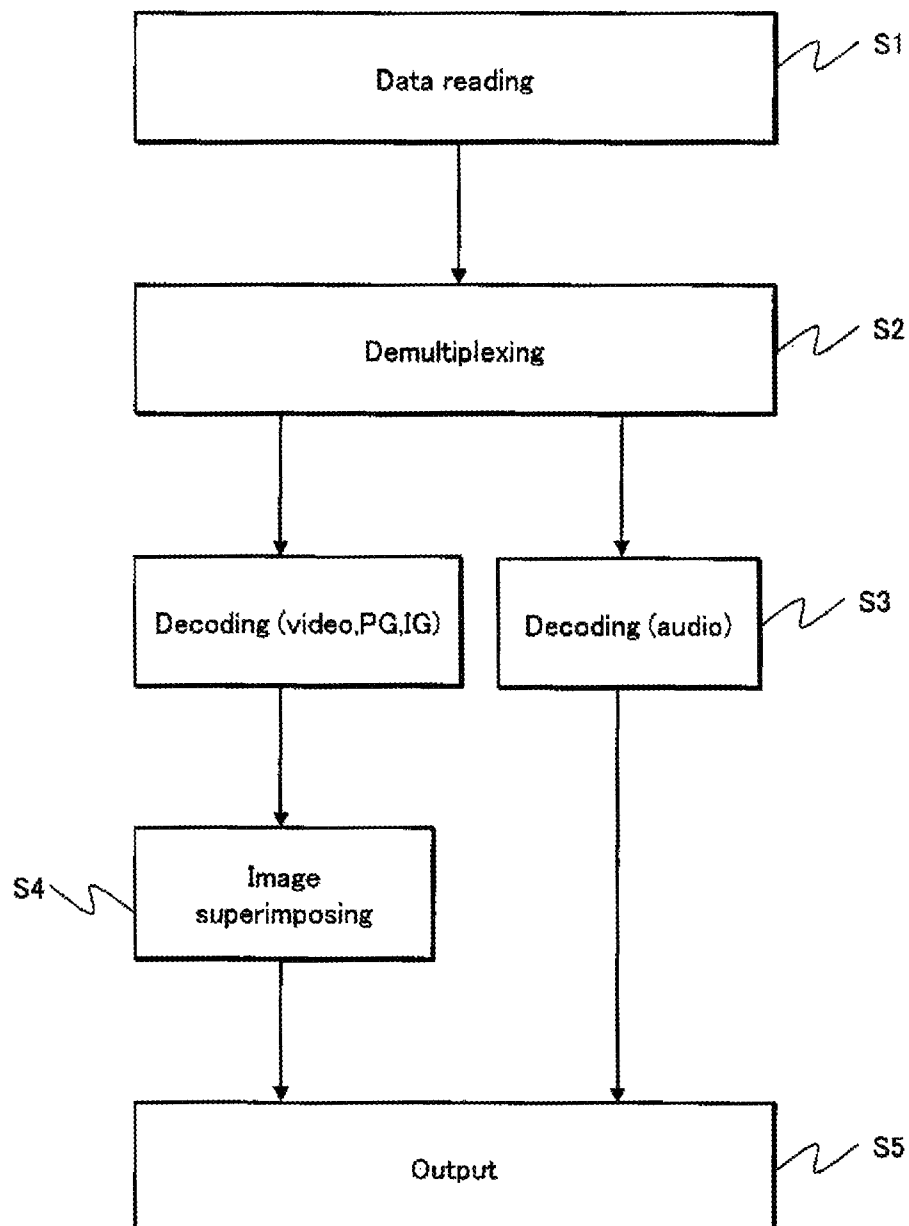 Data reading
S1
Demultiplexing
S2
Decoding (video,PG,IG)
Decoding (audio)
S3
S4
Image
superimposing
Output
S5